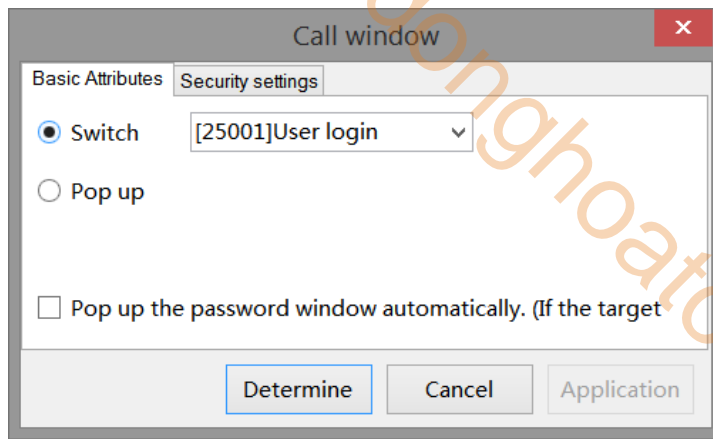 Call window
Basic Attributes Security settings
Switch [25001]User login
Pop up
Pop up the password window automatically. (If the target
Determine Cancel Application